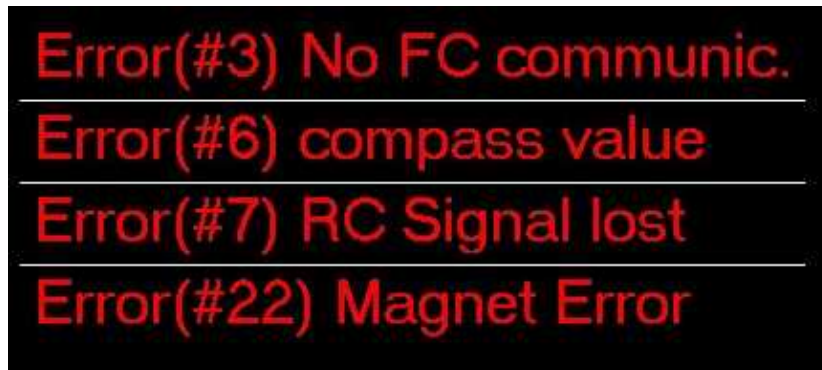 Error(#3) No FC communic.
Error(#6) compass value
Error(#7) RC Signal lost
Error(#22) Magnet Error